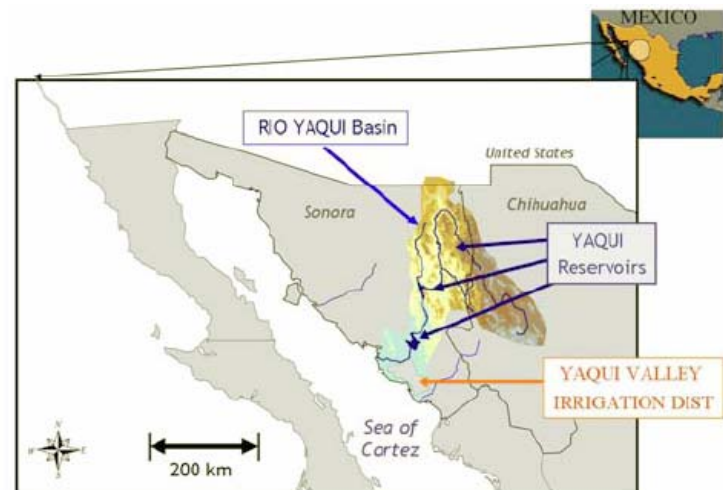 MEXICO
RIO YAQUI Basin
United States
Sonora
Chihuahua
YAQUI
Reservoirs
YAQUI VALLEY
IRRIGATION DIST
Sea of
Cortez
N
W
E
S
200 km